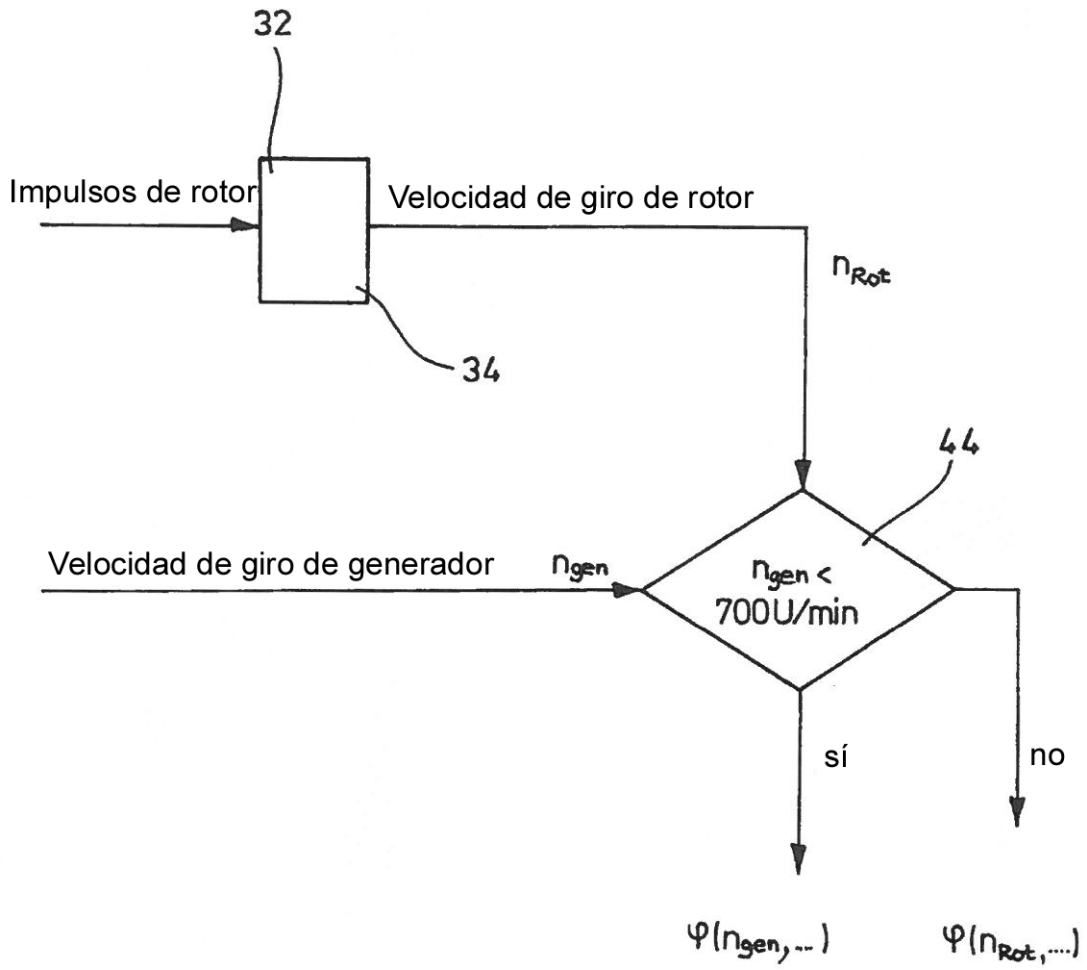 32
Impulsos de rotor
Velocidad de giro de rotor
n_Rot
34
44
Velocidad de giro de generador
n_gen
n_gen <
700U/min
sí
no
φ(n_gen,...)
φ(n_Rot,....)